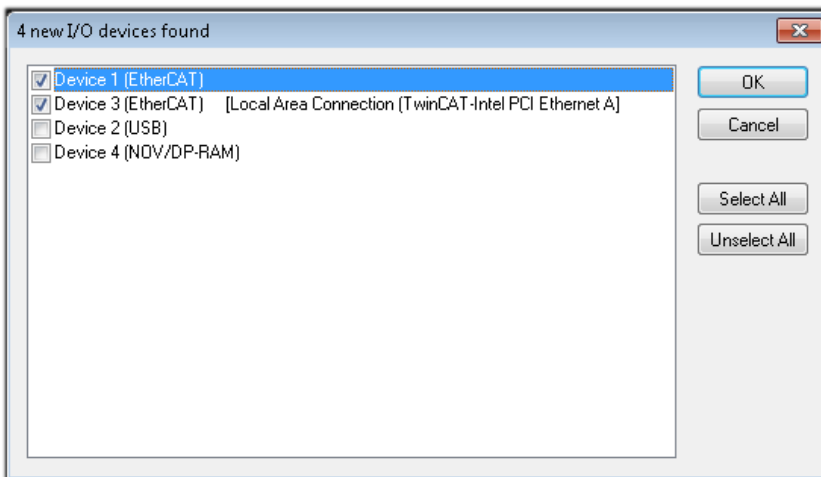 4 new I/O devices found
Device 1 (EtherCAT)
Device 3 (EtherCAT) [Local Area Connection (TwinCAT-Intel PCI Ethernet A]
Device 2 (USB)
Device 4 (NOV/DP-RAM)
OK
Cancel
Select All
Unselect All